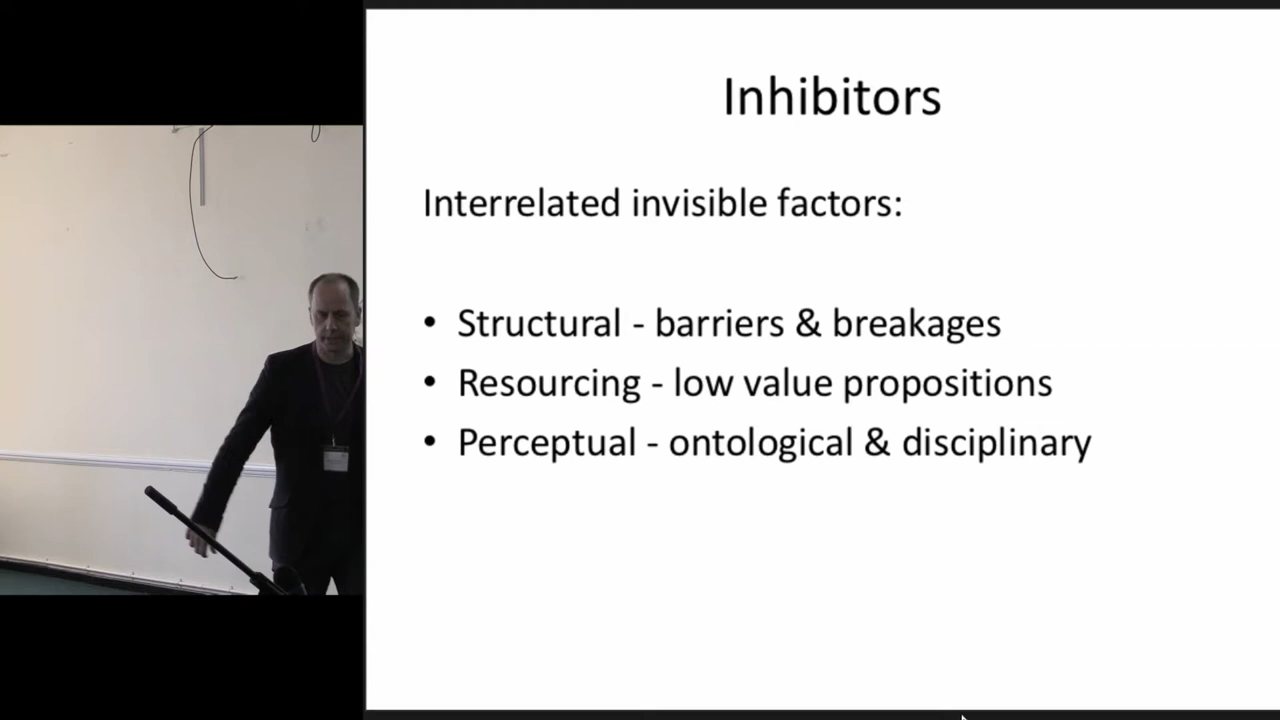 Inhibitors
Interrelated invisible factors:
• Structural - barriers & breakages
• Resourcing - low value propositions
• Perceptual - ontological & disciplinary